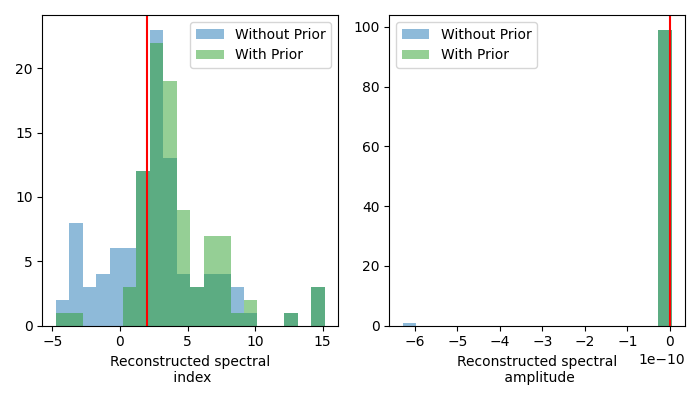 Without Prior
With Prior
20
15
10
5
0
−5
0
5
10
15
Reconstructed spectral
index
Without Prior
With Prior
100
80
60
40
20
0
−6
−5
−4
−3
−2
−1
0
1e−10
Reconstructed spectral
amplitude